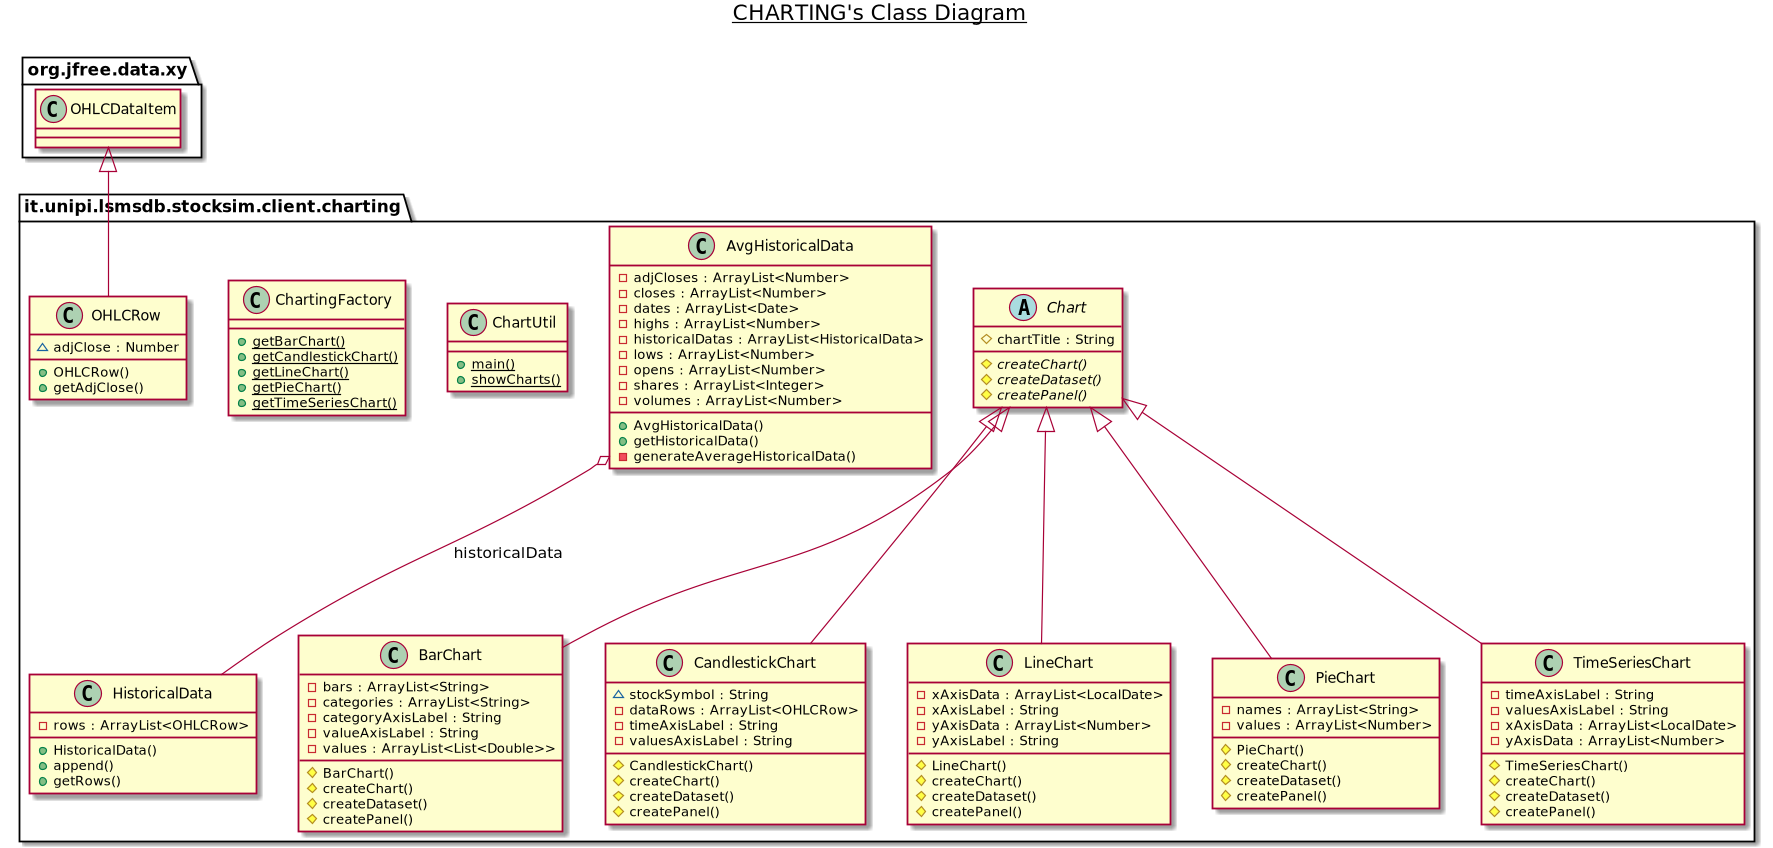 CHARTING's Class Diagram
org.jfree.data.xy
C OHLCDataItem
it.unipi.lsmsdb.stocksim.client.charting
C OHLCRow
adjClose : Number
OHLCRow()
getAdjClose()
C ChartingFactory
getBarChart()
getCandlestickChart()
getLineChart()
getPieChart()
getTimeSeriesChart()
C ChartUtil
main()
showCharts()
C AvgHistoricalData
adjCloses : ArrayList<Number>
closes : ArrayList<Number>
dates : ArrayList<Date>
highs : ArrayList<Number>
historicalDatas : ArrayList<HistoricalData>
lows : ArrayList<Number>
opens : ArrayList<Number>
shares : ArrayList<Integer>
volumes : ArrayList<Number>
AvgHistoricalData()
getHistoricalData()
generateAverageHistoricalData()
A Chart
chartTitle : String
createChart()
createDataset()
createPanel()
historicalData
C HistoricalData
rows : ArrayList<OHLCRow>
HistoricalData()
append()
getRows()
C BarChart
bars : ArrayList<String>
categories : ArrayList<String>
categoryAxisLabel : String
valueAxisLabel : String
values : ArrayList<List<Double>>
BarChart()
createChart()
createDataset()
createPanel()
C CandlestickChart
stockSymbol : String
dataRows : ArrayList<OHLCRow>
timeAxisLabel : String
valuesAxisLabel : String
CandlestickChart()
createChart()
createDataset()
createPanel()
C LineChart
xAxisData : ArrayList<LocalDate>
xAxisLabel : String
yAxisData : ArrayList<Number>
yAxisLabel : String
LineChart()
createChart()
createDataset()
createPanel()
C PieChart
names : ArrayList<String>
values : ArrayList<Number>
PieChart()
createChart()
createDataset()
createPanel()
C TimeSeriesChart
timeAxisLabel : String
valuesAxisLabel : String
xAxisData : ArrayList<LocalDate>
yAxisData : ArrayList<Number>
TimeSeriesChart()
createChart()
createDataset()
createPanel()